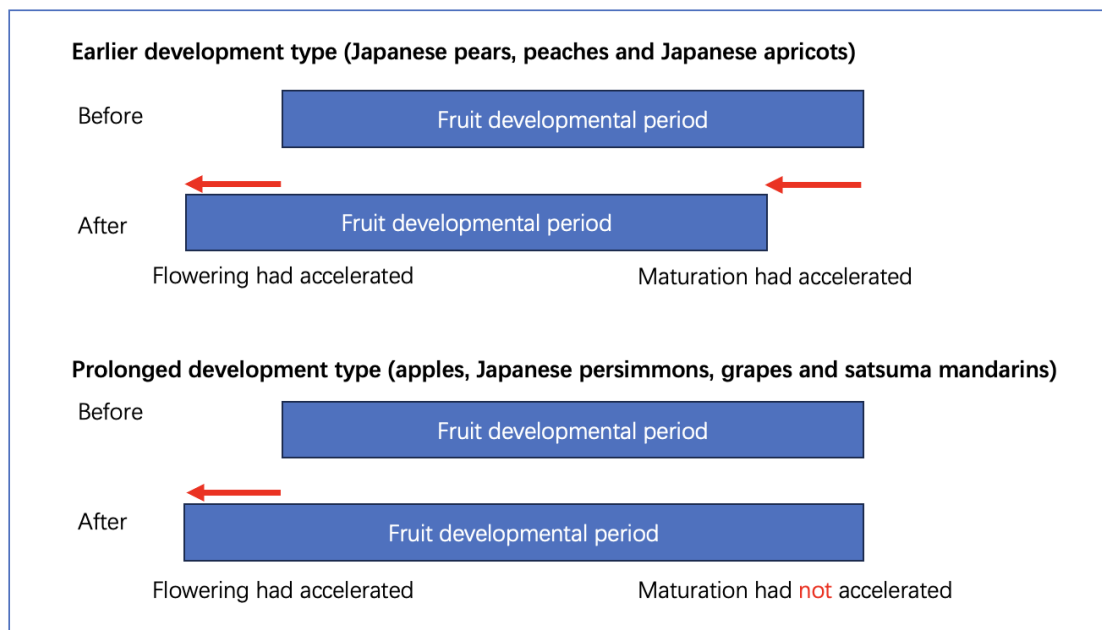 Earlier development type (Japanese pears, peaches and Japanese apricots)
Before
Fruit developmental period
After
Fruit developmental period
Flowering had accelerated
Maturation had accelerated
Prolonged development type (apples, Japanese persimmons, grapes and satsuma mandarins)
Before
Fruit developmental period
After
Fruit developmental period
Flowering had accelerated
Maturation had not accelerated